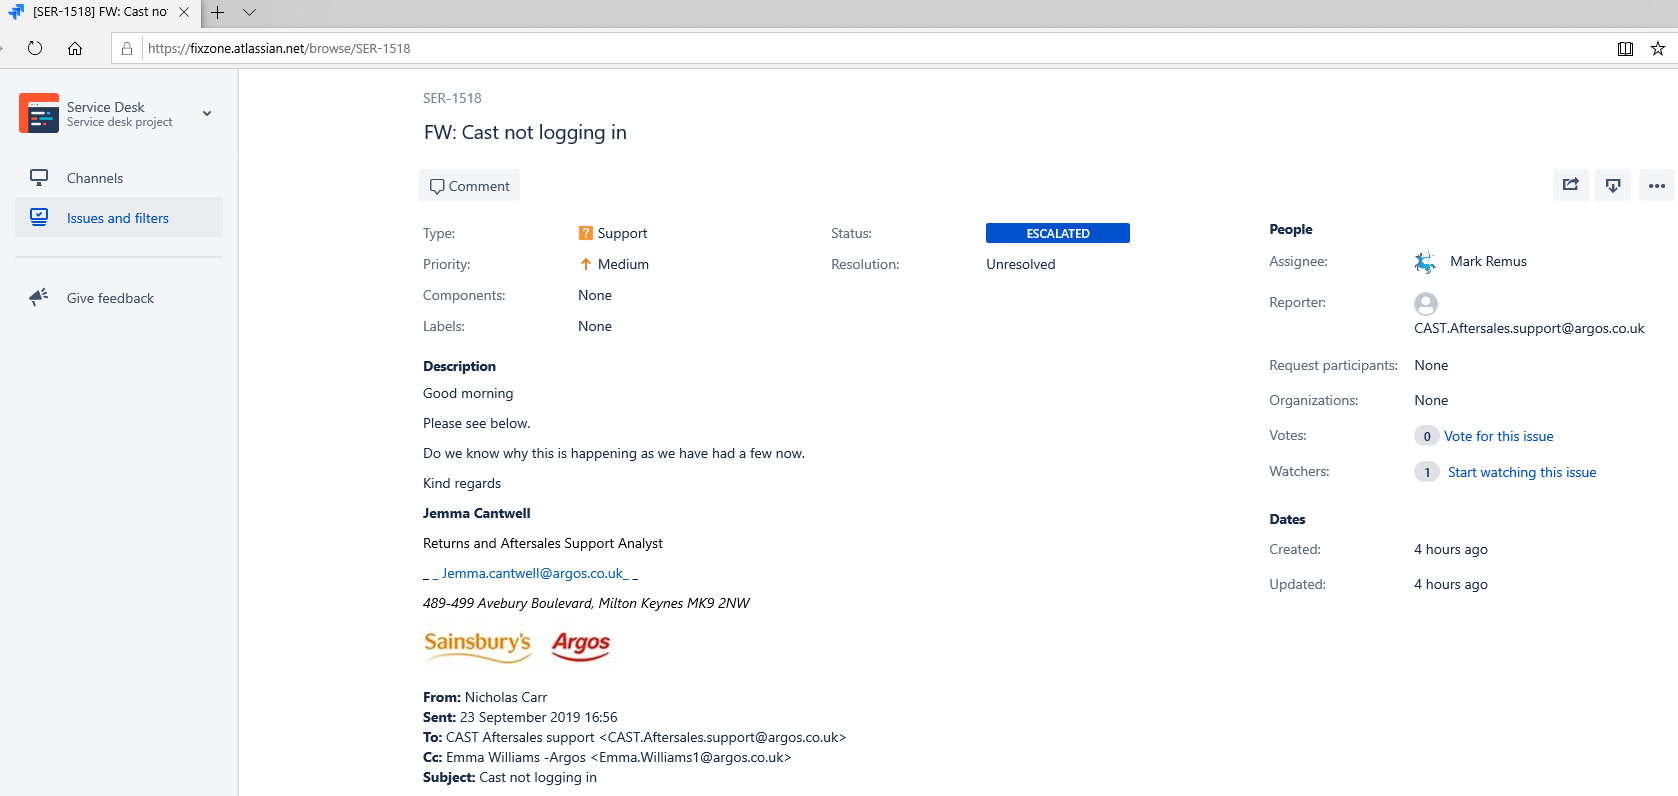 [SER-1518] FW: Cast no
https://fixzone.atlassian.net/browse/SER-1518
Service Desk
Service desk project
Channels
Issues and filters
Give feedback
SER-1518
FW: Cast not logging in
Comment
Type: Support
Priority: Medium
Components: None
Labels: None
Status: ESCALATED
Resolution: Unresolved
Description
Good morning
Please see below.
Do we know why this is happening as we have had a few now.
Kind regards
Jemma Cantwell
Returns and Aftersales Support Analyst
_ _ Jemma.cantwell@argos.co.uk_ _
489-499 Avebury Boulevard, Milton Keynes MK9 2NW
Sainsbury's Argos
From: Nicholas Carr
Sent: 23 September 2019 16:56
To: CAST Aftersales support <CAST.Aftersales.support@argos.co.uk>
Cc: Emma Williams -Argos <Emma.Williams1@argos.co.uk>
Subject: Cast not logging in
People
Assignee: Mark Remus
Reporter:
CAST.Aftersales.support@argos.co.uk
Request participants: None
Organizations: None
Votes: 0 Vote for this issue
Watchers: 1 Start watching this issue
Dates
Created: 4 hours ago
Updated: 4 hours ago